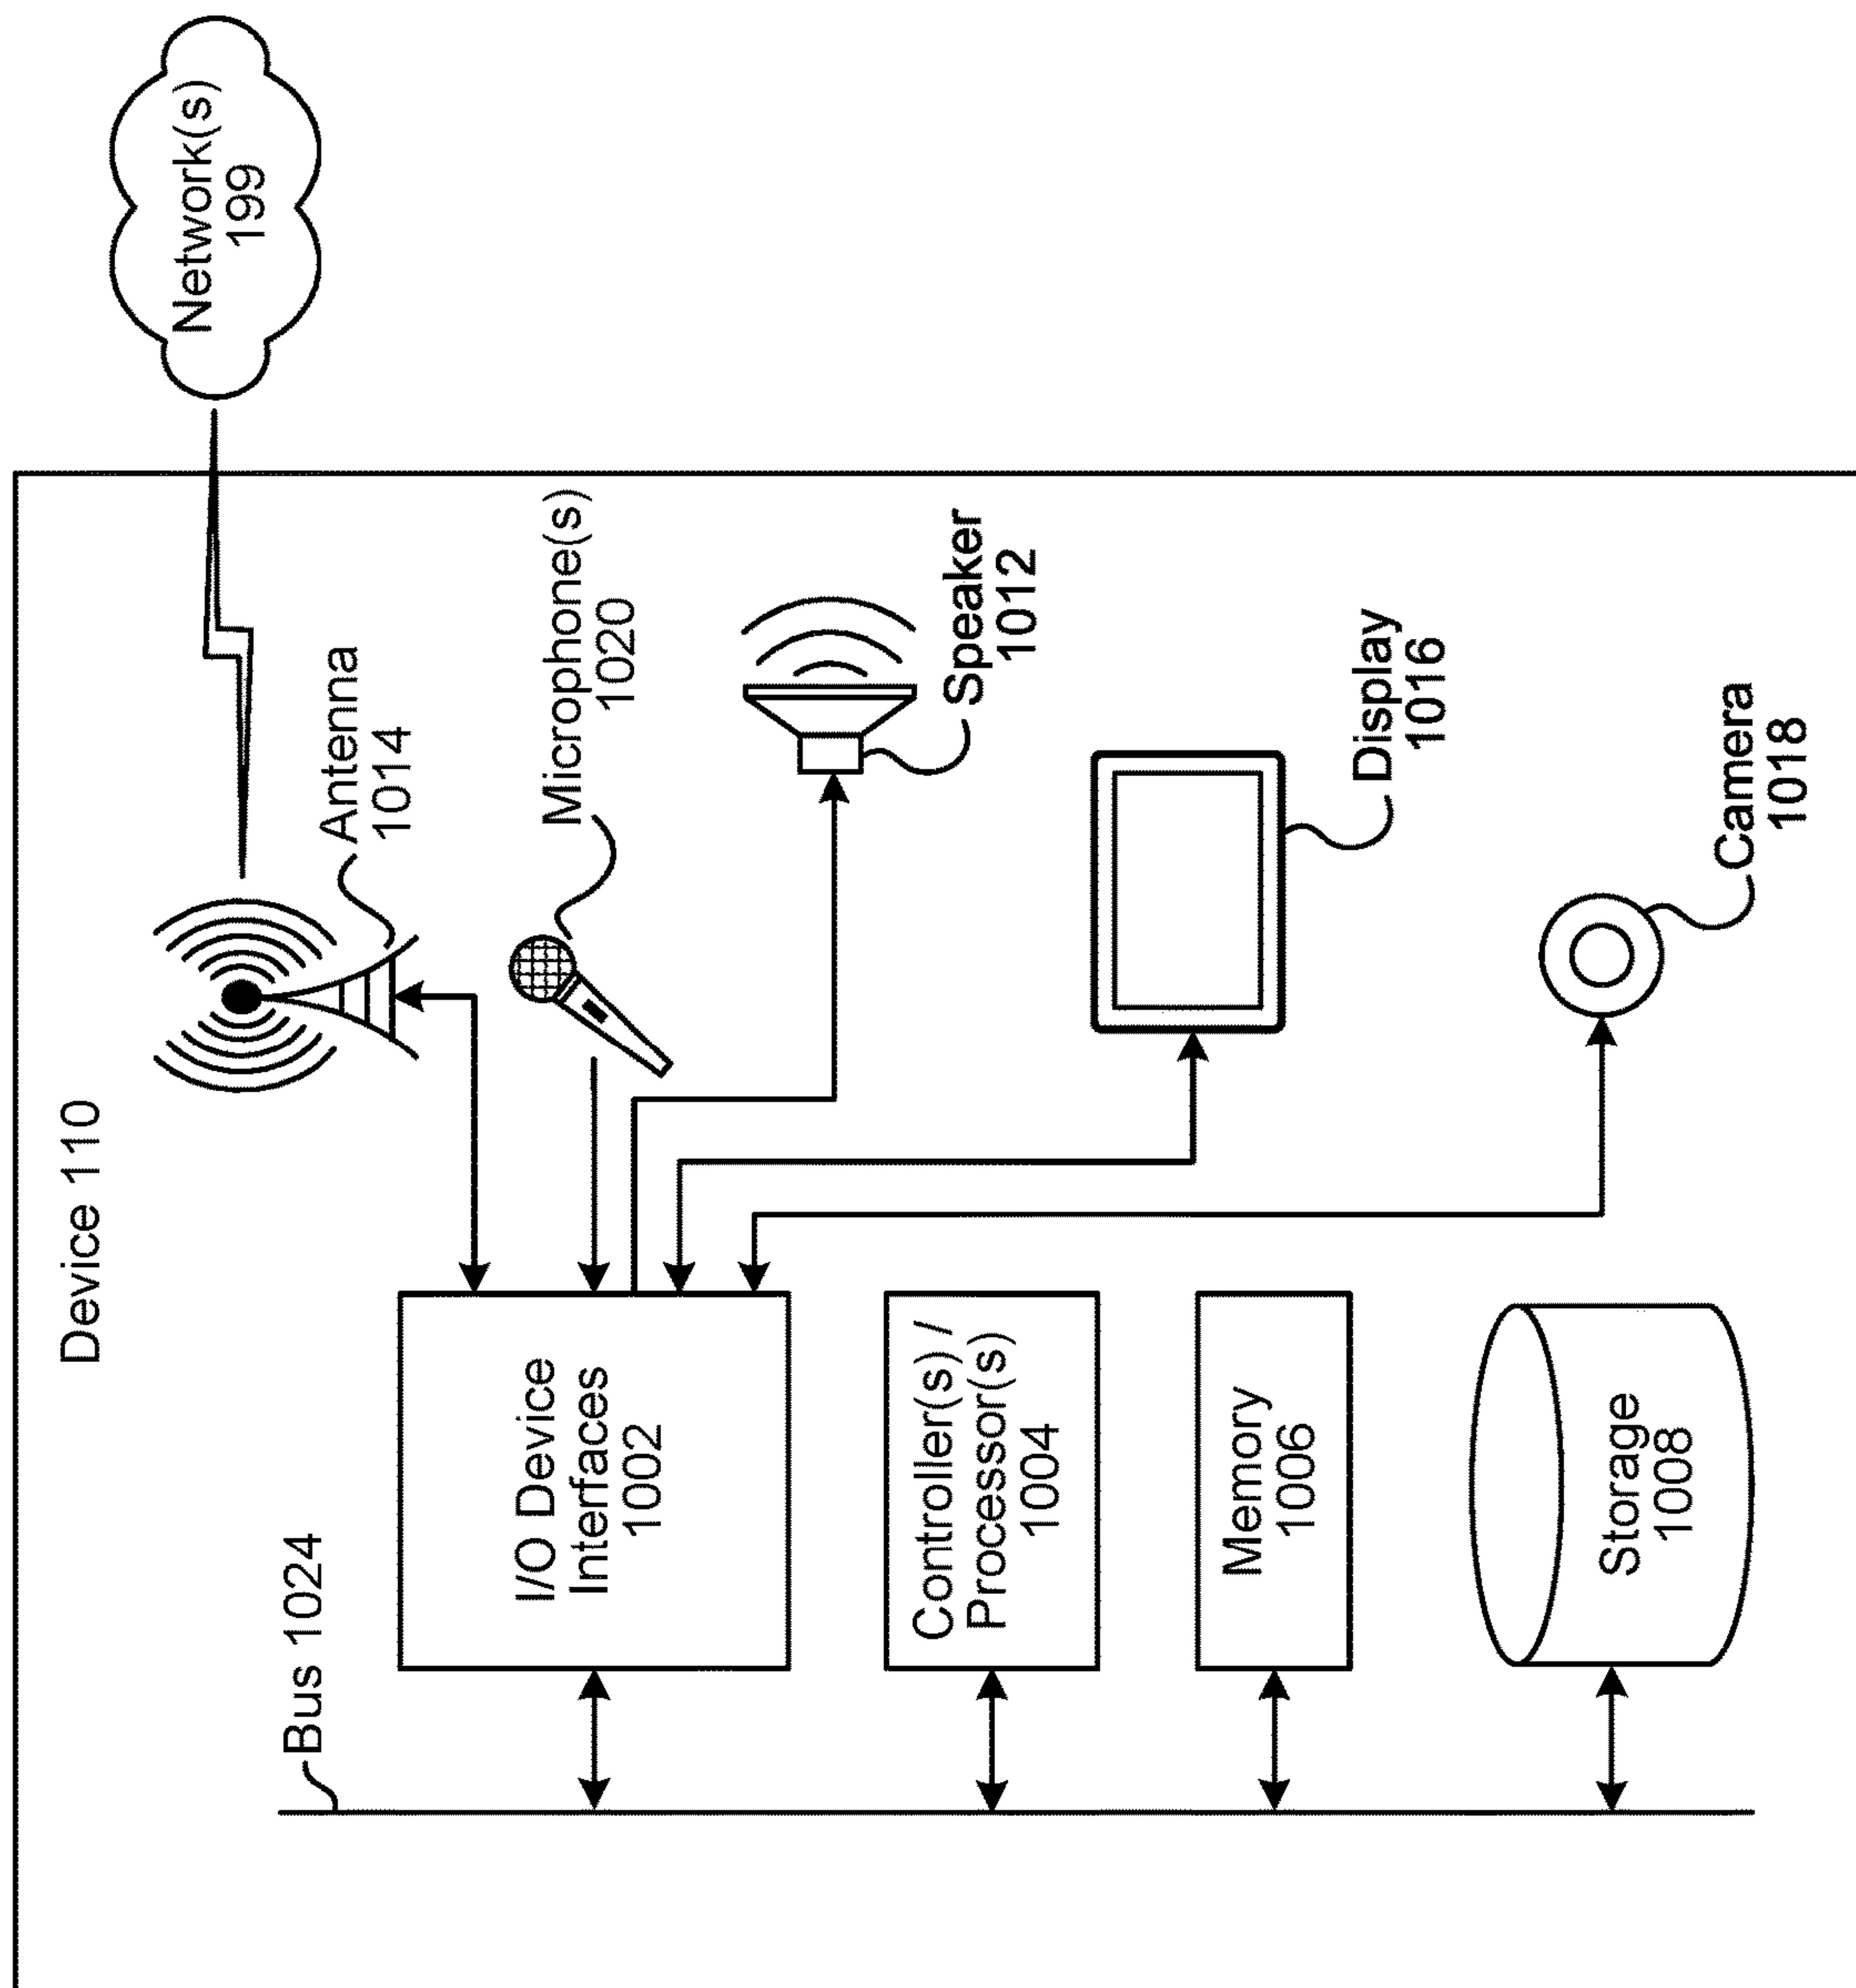 Device 110
Network(s)
199
Bus 1024
Antenna
1014
I/O Device
Interfaces
1002
Microphone(s)
1020
Speaker
1012
Controller(s) /
Processor(s)
1004
Display
1016
Memory
1006
Camera
1018
Storage
1008